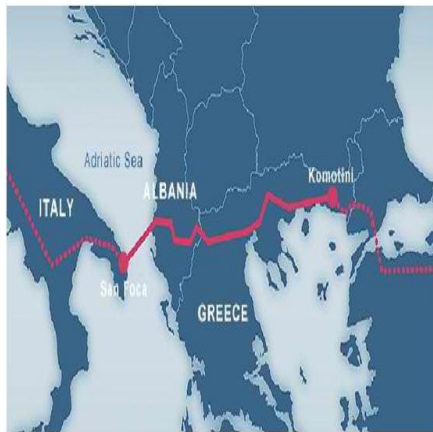 Komotini
Adriatic Sea
ALBANIA
ITALY
San Foca
GREECE